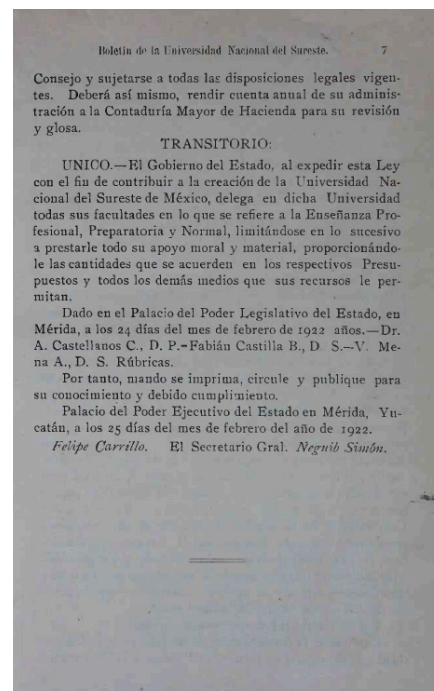 Boletín de la Universidad Nacional del Sureste. 7
Consejo y sujetarse a todas las disposiciones legales vigen-
tes. Deberá así mismo, rendir cuenta anual de su adminis-
tración a la Contaduría Mayor de Hacienda para su revisión
y glosa.
TRANSITORIO:
UNICO.—El Gobierno del Estado, al expedir esta Ley
con el fin de contribuir a la creación de la Universidad Na-
cional del Sureste de México, delega en dicha Universidad
todas sus facultades en lo que se refiere a la Enseñanza Pro-
fesional, Preparatoria y Normal, limitándose en lo sucesivo
a prestarle todo su apoyo moral y material, proporcionándo-
le las cantidades que se acuerden en los respectivos Presu-
puestos y todos los demás medios que sus recursos le per-
mitan.
Dado en el Palacio del Poder Legislativo del Estado, en
Mérida, a los 24 días del mes de febrero de 1922 años.—Dr.
A. Castellanos C., D. P.-Fabián Castilla B., D. S.—V. Me-
na A., D. S. Rúbricas.
Por tanto, mando se imprima, circule y publique para
su conocimiento y debido cumplimiento.
Palacio del Poder Ejecutivo del Estado en Mérida, Yu-
catán, a los 25 días del mes de febrero del año de 1922.
Felipe Carrillo. El Secretario Gral. Neguib Simón.